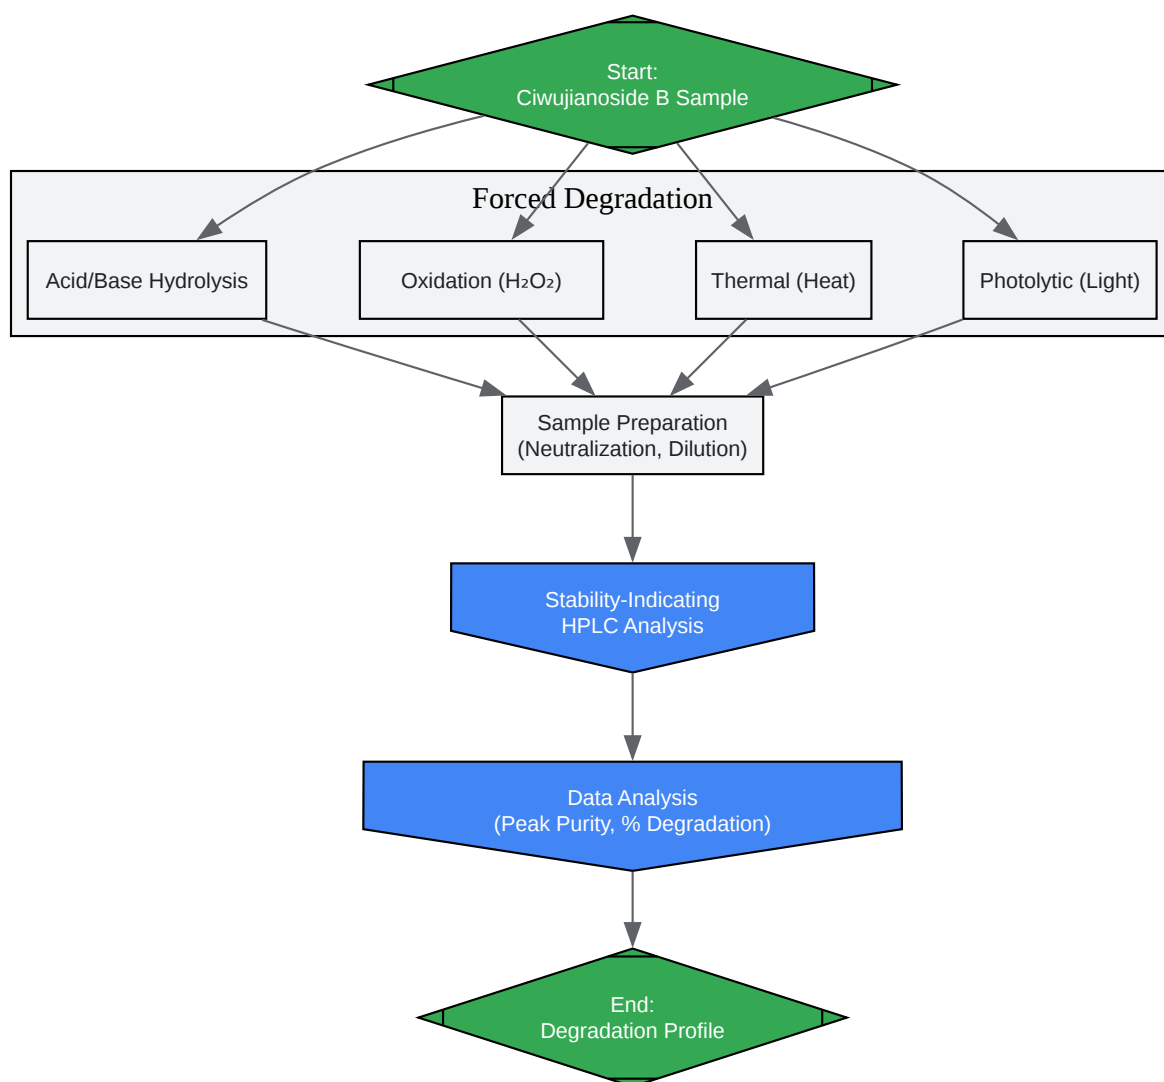 Start:
Ciwujianoside B Sample
Forced Degradation
Acid/Base Hydrolysis
Oxidation (H₂O₂)
Thermal (Heat)
Photolytic (Light)
Sample Preparation
(Neutralization, Dilution)
Stability-Indicating
HPLC Analysis
Data Analysis
(Peak Purity, % Degradation)
End:
Degradation Profile